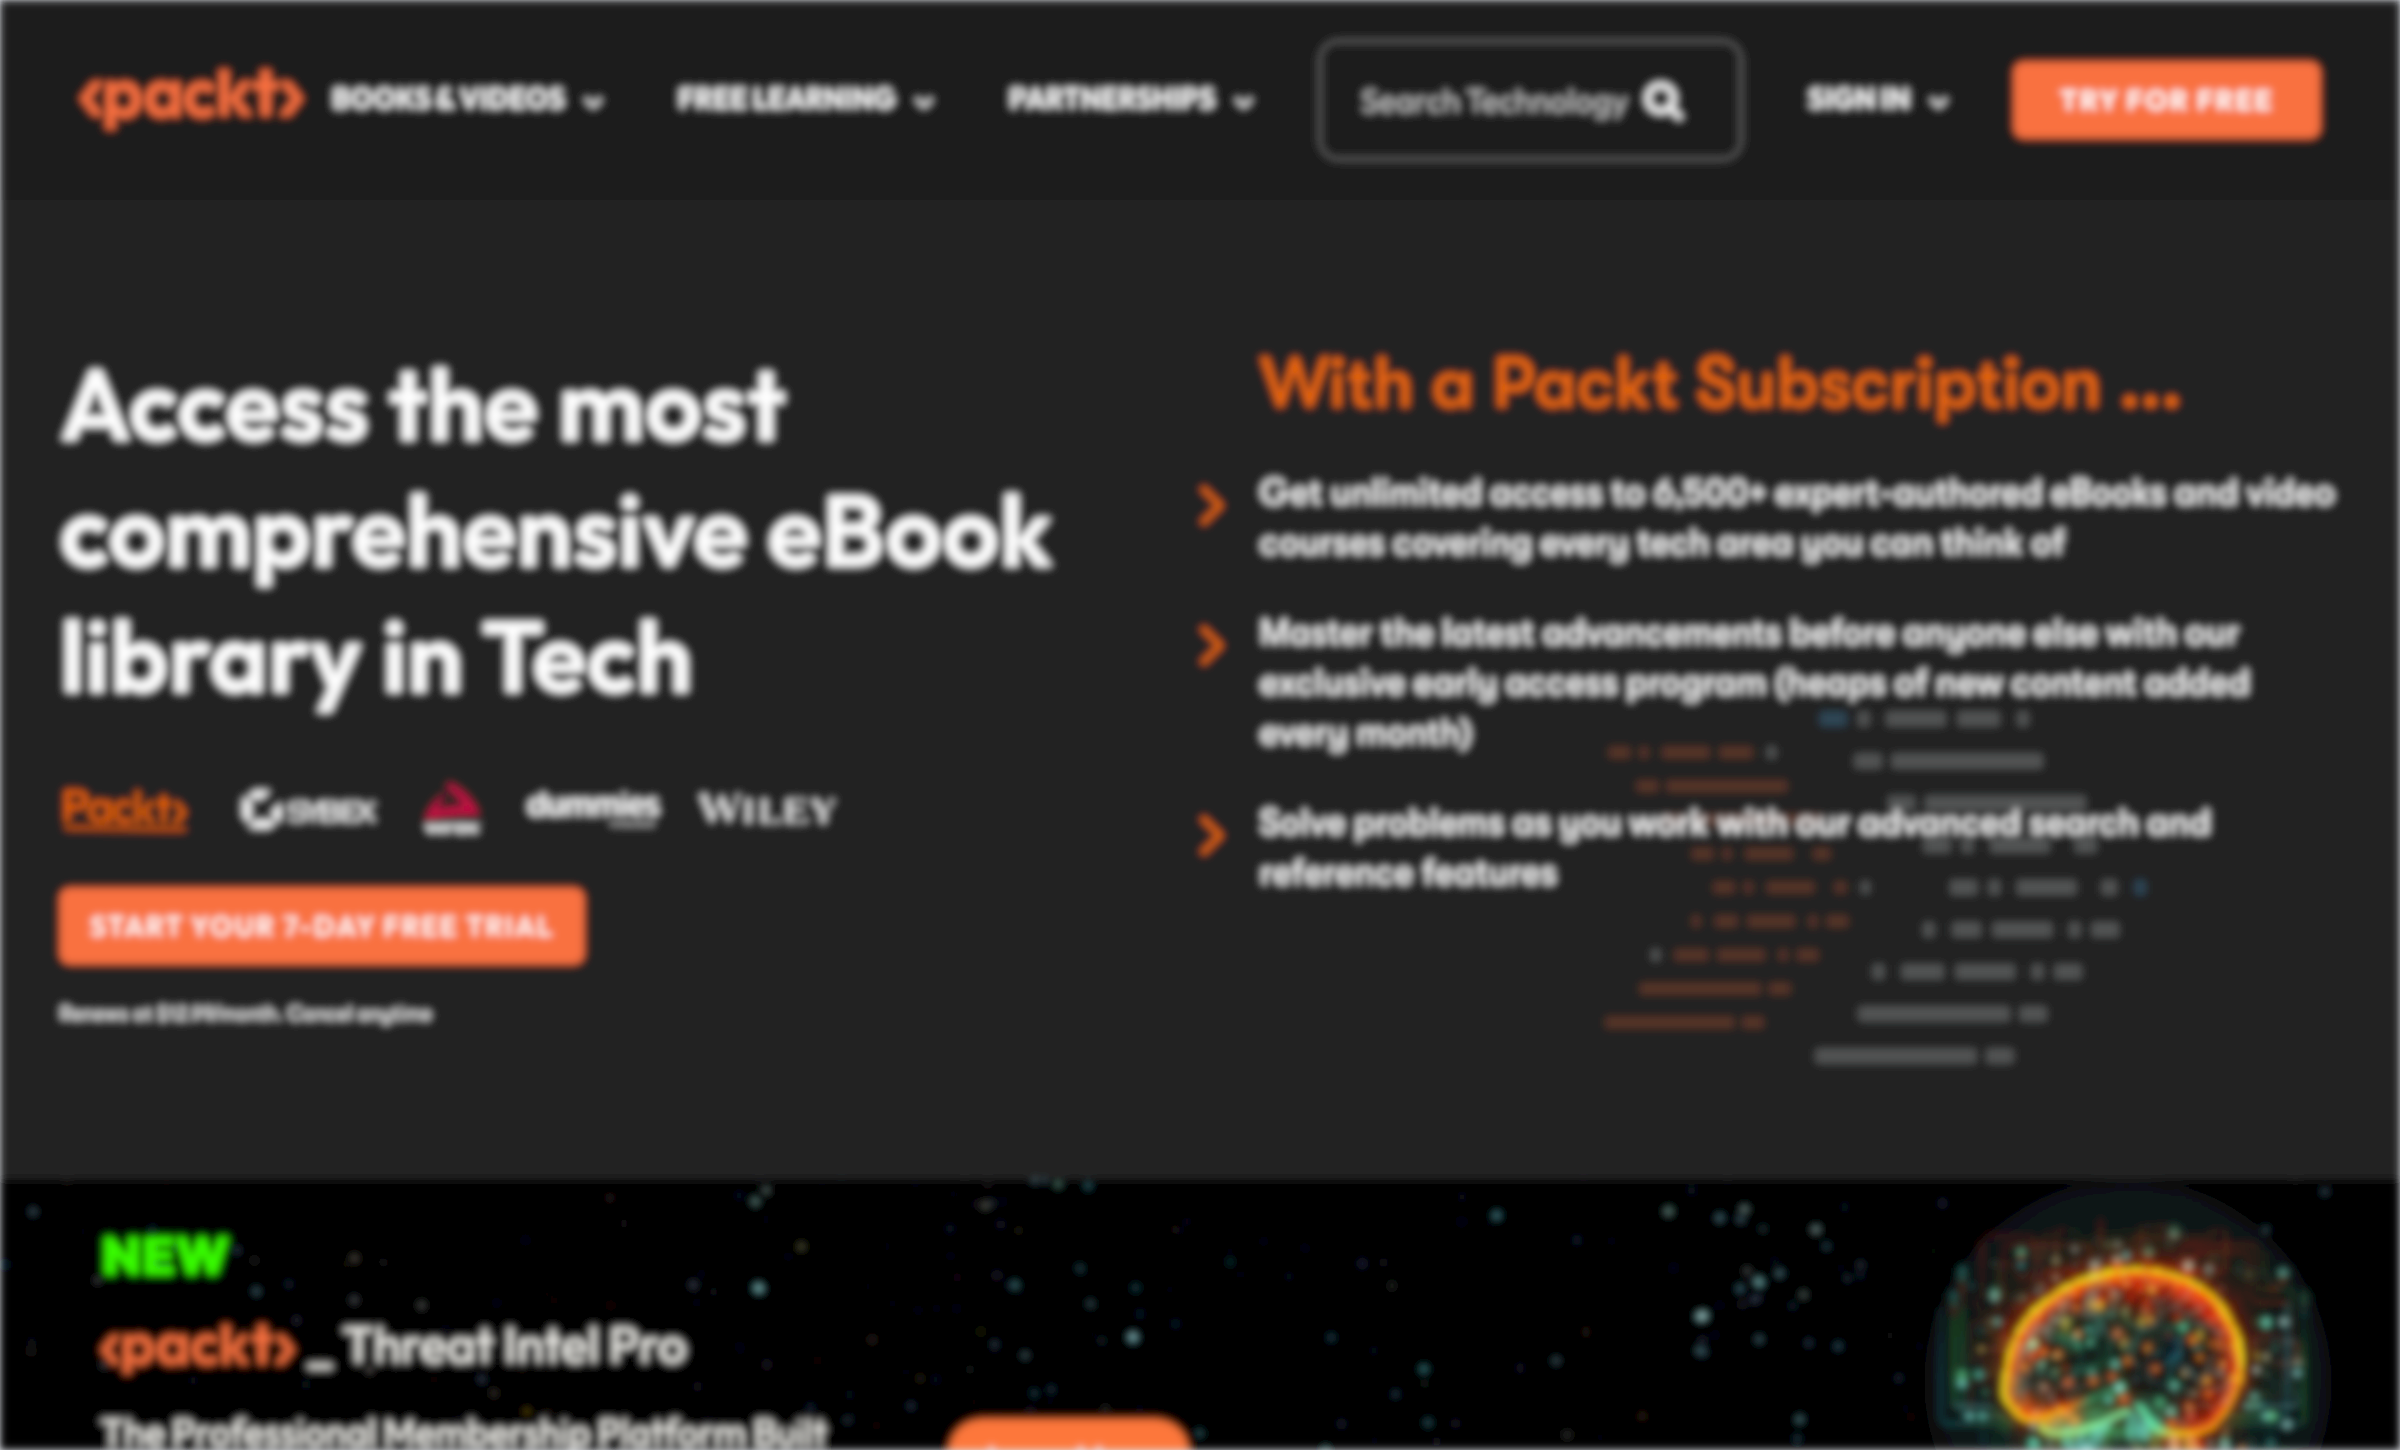 <packt>
BOOKS & VIDEOS
FREE LEARNING
PARTNERSHIPS
Search Technology
SIGN IN
TRY FOR FREE
Access the most
comprehensive eBook
library in Tech
Packt>
dummies
WILEY
START YOUR 7-DAY FREE TRIAL
Renews at /month. Cancel anytime
With a Packt Subscription ...
Get unlimited access to 6,500+ expert-authored eBooks and video
courses covering every tech area you can think of
Master the latest advancements before anyone else with our
exclusive early access program (heaps of new content added
every month)
Solve problems as you work with our advanced search and
reference features
NEW
<packt>_Threat Intel Pro
The Professional Membership Platform Built